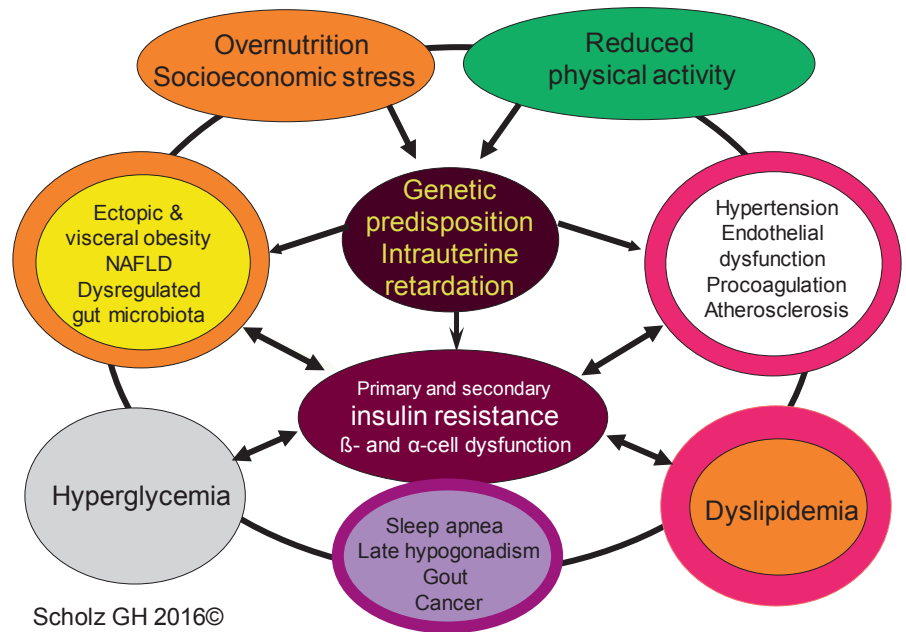 Overnutrition
Socioeconomic stress
Reduced
physical activity
Genetic
predisposition
Intrauterine
retardation
Ectopic &
visceral obesity
NAFLD
Dysregulated
gut microbiota
Hypertension
Endothelial
dysfunction
Procoagulation
Atherosclerosis
Primary and secondary
insulin resistance
ß- and α-cell dysfunction
Hyperglycemia
Dyslipidemia
Sleep apnea
Late hypogonadism
Gout
Cancer
Scholz GH 2016©